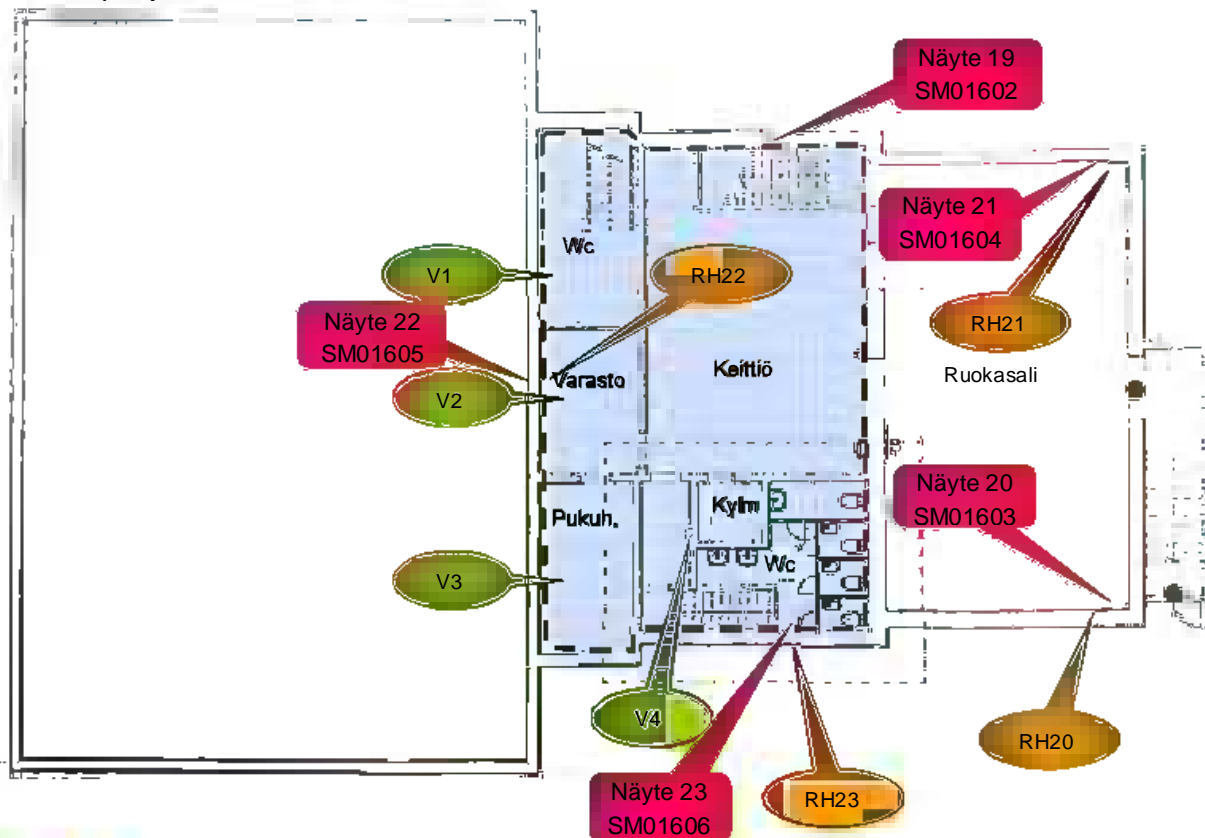 Näyte 19
SM01602
Näyte 21
SM01604
Wc
V1
RH22
Näyte 22
SM01605
RH21
Varasto
Keittiö
Ruokasali
V2
Näyte 20
SM01603
Kylm
Pukuh.
Wc
V3
V4
RH20
Näyte 23
SM01606
RH23